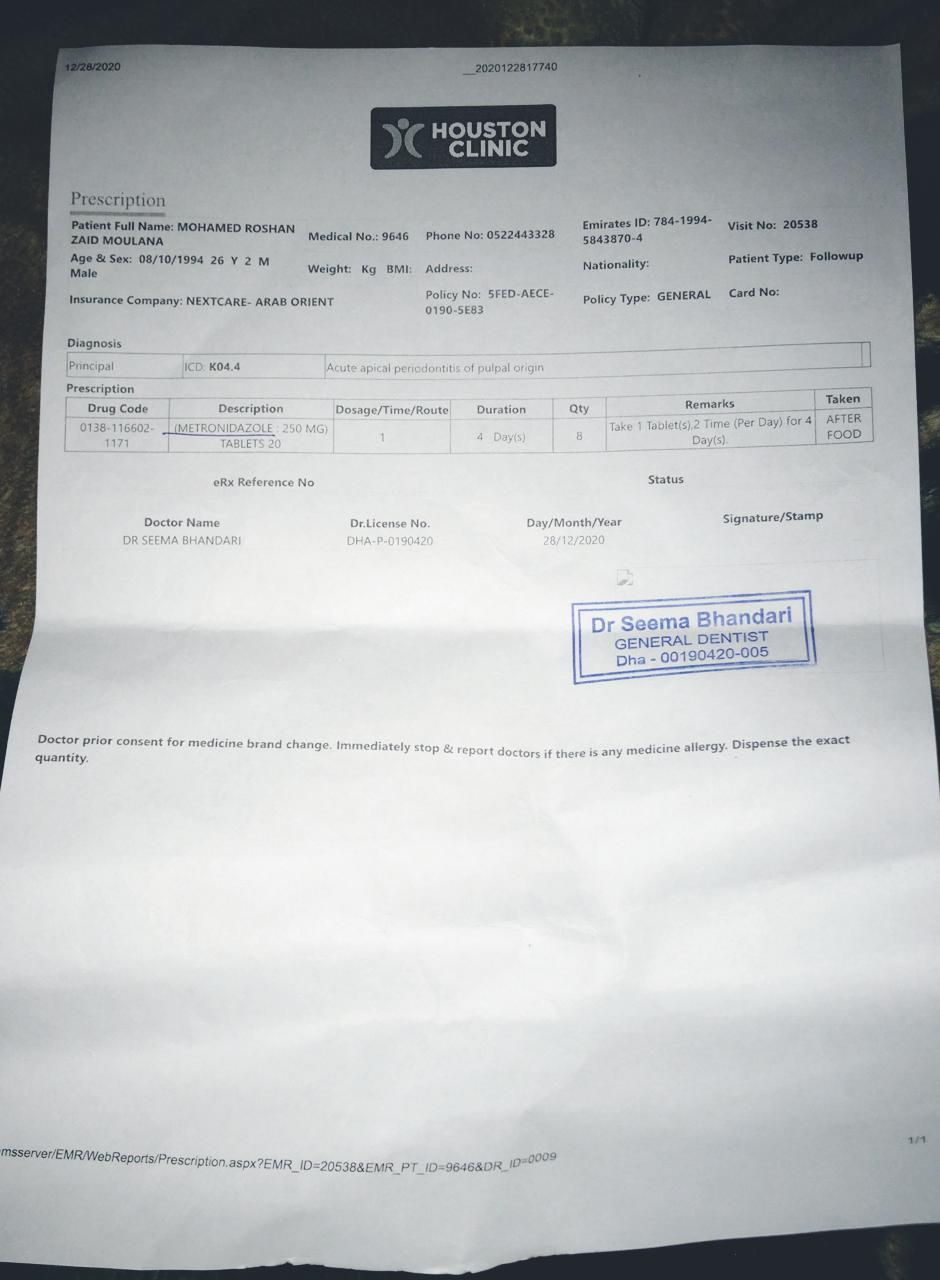 12/28/2020 __2020122817740
HOUSTON
CLINIC
Prescription
Patient Full Name: MOHAMED ROSHAN
ZAID MOULANA
Medical No.: 9646
Phone No: 0522443328
Emirates ID: 784-1994-
5843870-4
Visit No: 20538
Age & Sex: 08/10/1994 26 Y 2 M
Male
Weight: Kg BMI:
Address:
Nationality:
Patient Type: Followup
Insurance Company: NEXTCARE- ARAB ORIENT
Policy No: 5FED-AECE-
0190-5E83
Policy Type: GENERAL
Card No:
Diagnosis
Principal ICD: K04.4 Acute apical periodontitis of pulpal origin
Prescription
Drug Code Description Dosage/Time/Route Duration Qty Remarks Taken
0138-116602-
1171
(METRONIDAZOLE : 250 MG)
TABLETS 20
1
4 Day(s)
8
Take 1 Tablet(s),2 Time (Per Day) for 4
Day(s).
AFTER
FOOD
eRx Reference No Status
Doctor Name Dr.License No. Day/Month/Year Signature/Stamp
DR SEEMA BHANDARI DHA-P-0190420 28/12/2020
Dr Seema Bhandari
GENERAL DENTIST
Dha - 00190420-005
Doctor prior consent for medicine brand change. Immediately stop & report doctors if there is any medicine allergy. Dispense the exact
quantity.
1/1
msserver/EMR/WebReports/Prescription.aspx?EMR_ID=20538&EMR_PT_ID=9646&DR_ID=0009